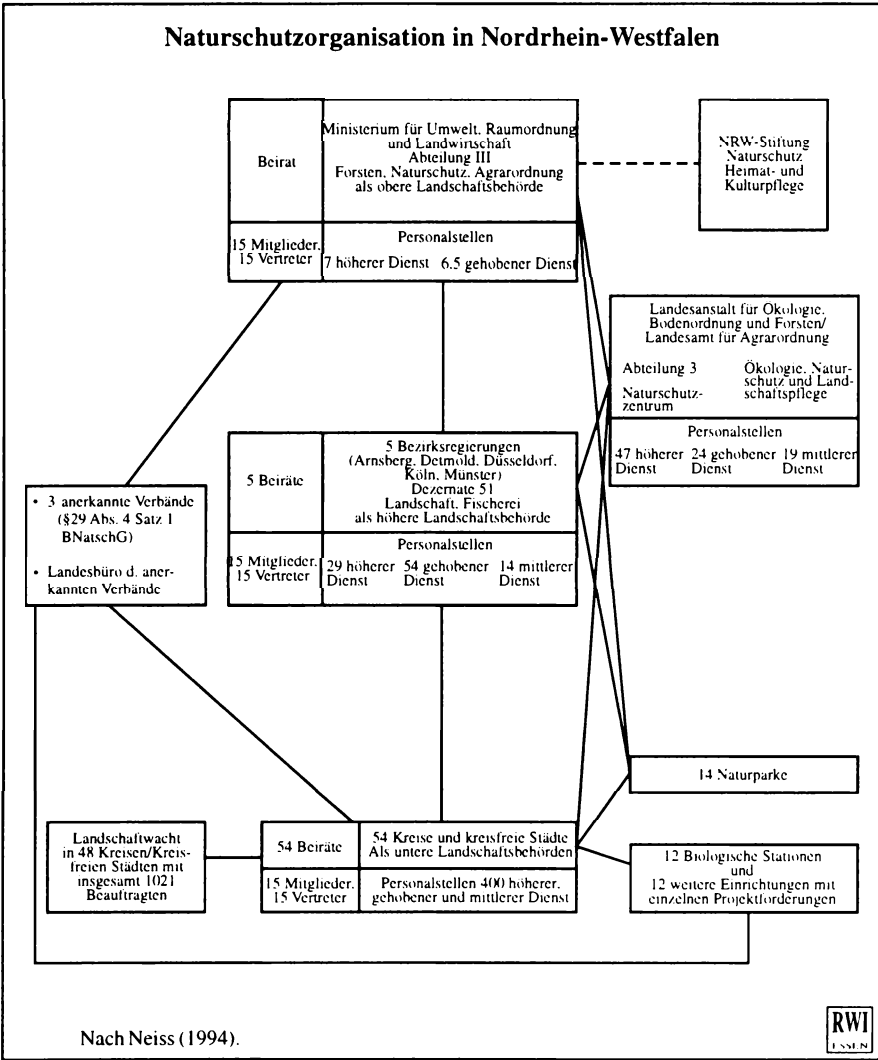 Naturschutzorganisation in Nordrhein-Westfalen
Beirat
Ministerium für Umwelt, Raumordnung
und Landwirtschaft
Abteilung III
Forsten, Naturschutz, Agrarordnung
als obere Landschaftsbehörde
15 Mitglieder,
15 Vertreter
Personalstellen
7 höherer Dienst 6.5 gehobener Dienst
NRW-Stiftung
Naturschutz
Heimat- und
Kulturpflege
Landesanstalt für Ökologie,
Bodenordnung und Forsten/
Landesamt für Agrarordnung
Abteilung 3
Naturschutz-
zentrum
Ökologie, Natur-
schutz und Land-
schaftspflege
Personalstellen
47 höherer
Dienst
24 gehobener
Dienst
19 mittlerer
Dienst
5 Beiräte
5 Bezirksregierungen
(Arnsberg, Detmold, Düsseldorf,
Köln, Münster)
Dezernate 51
Landschaft, Fischerei
als höhere Landschaftsbehörde
15 Mitglieder,
15 Vertreter
Personalstellen
29 höherer
Dienst
54 gehobener
Dienst
14 mittlerer
Dienst
• 3 anerkannte Verbände
(§29 Abs. 4 Satz 1
BNatschG)
• Landesbüro d. aner-
kannten Verbände
14 Naturparke
Landschaftwacht
in 48 Kreisen/Kreis-
freien Städten mit
insgesamt 1021
Beauftragten
54 Beiräte
54 Kreise und kreisfreie Städte
Als untere Landschaftsbehörden
15 Mitglieder,
15 Vertreter
Personalstellen 400 höherer,
gehobener und mittlerer Dienst
12 Biologische Stationen
und
12 weitere Einrichtungen mit
einzelnen Projektförderungen
Nach Neiss (1994).
RWI
ESSEN